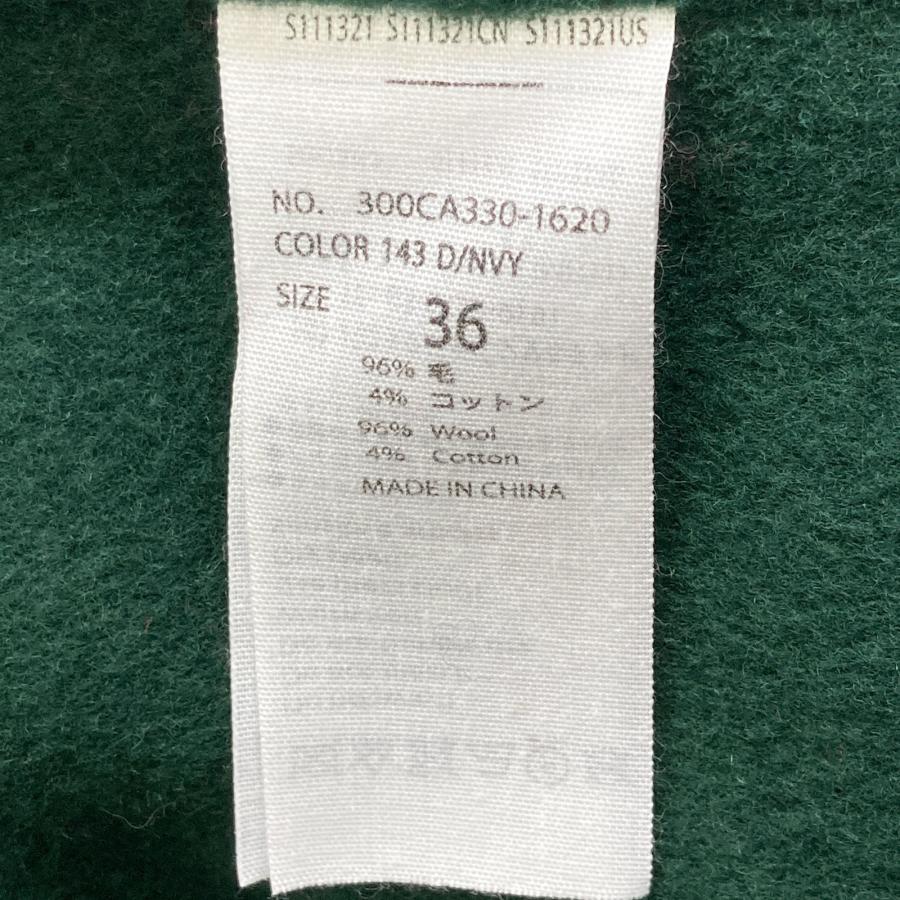 S111321 S111321CN S111321US
NO. 300CA330-1620
COLOR 143 D/NVY
SIZE 36
96% 毛
4% コットン
96% Wool
4% Cotton
MADE IN CHINA